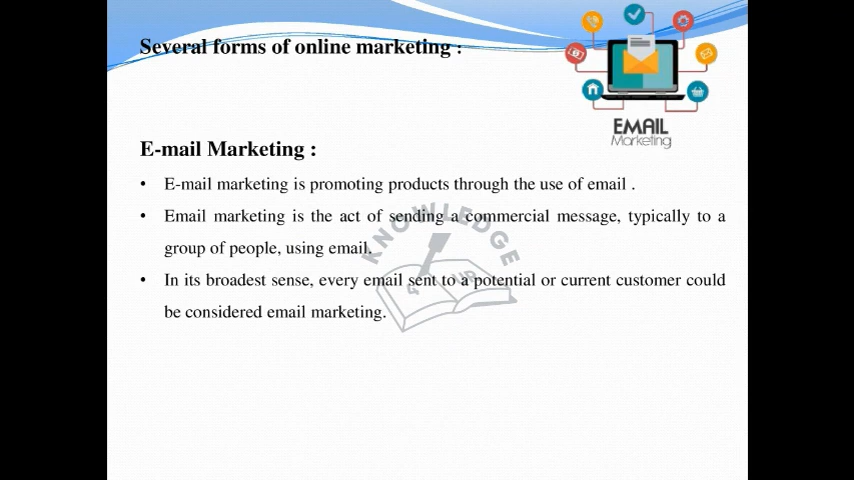 Several forms of online marketing :
EMAIL
Marketing
E-mail Marketing :
• E-mail marketing is promoting products through the use of email .
• Email marketing is the act of sending a commercial message, typically to a
group of people, using email.
• In its broadest sense, every email sent to a potential or current customer could
be considered email marketing.
KNOWLEDGE